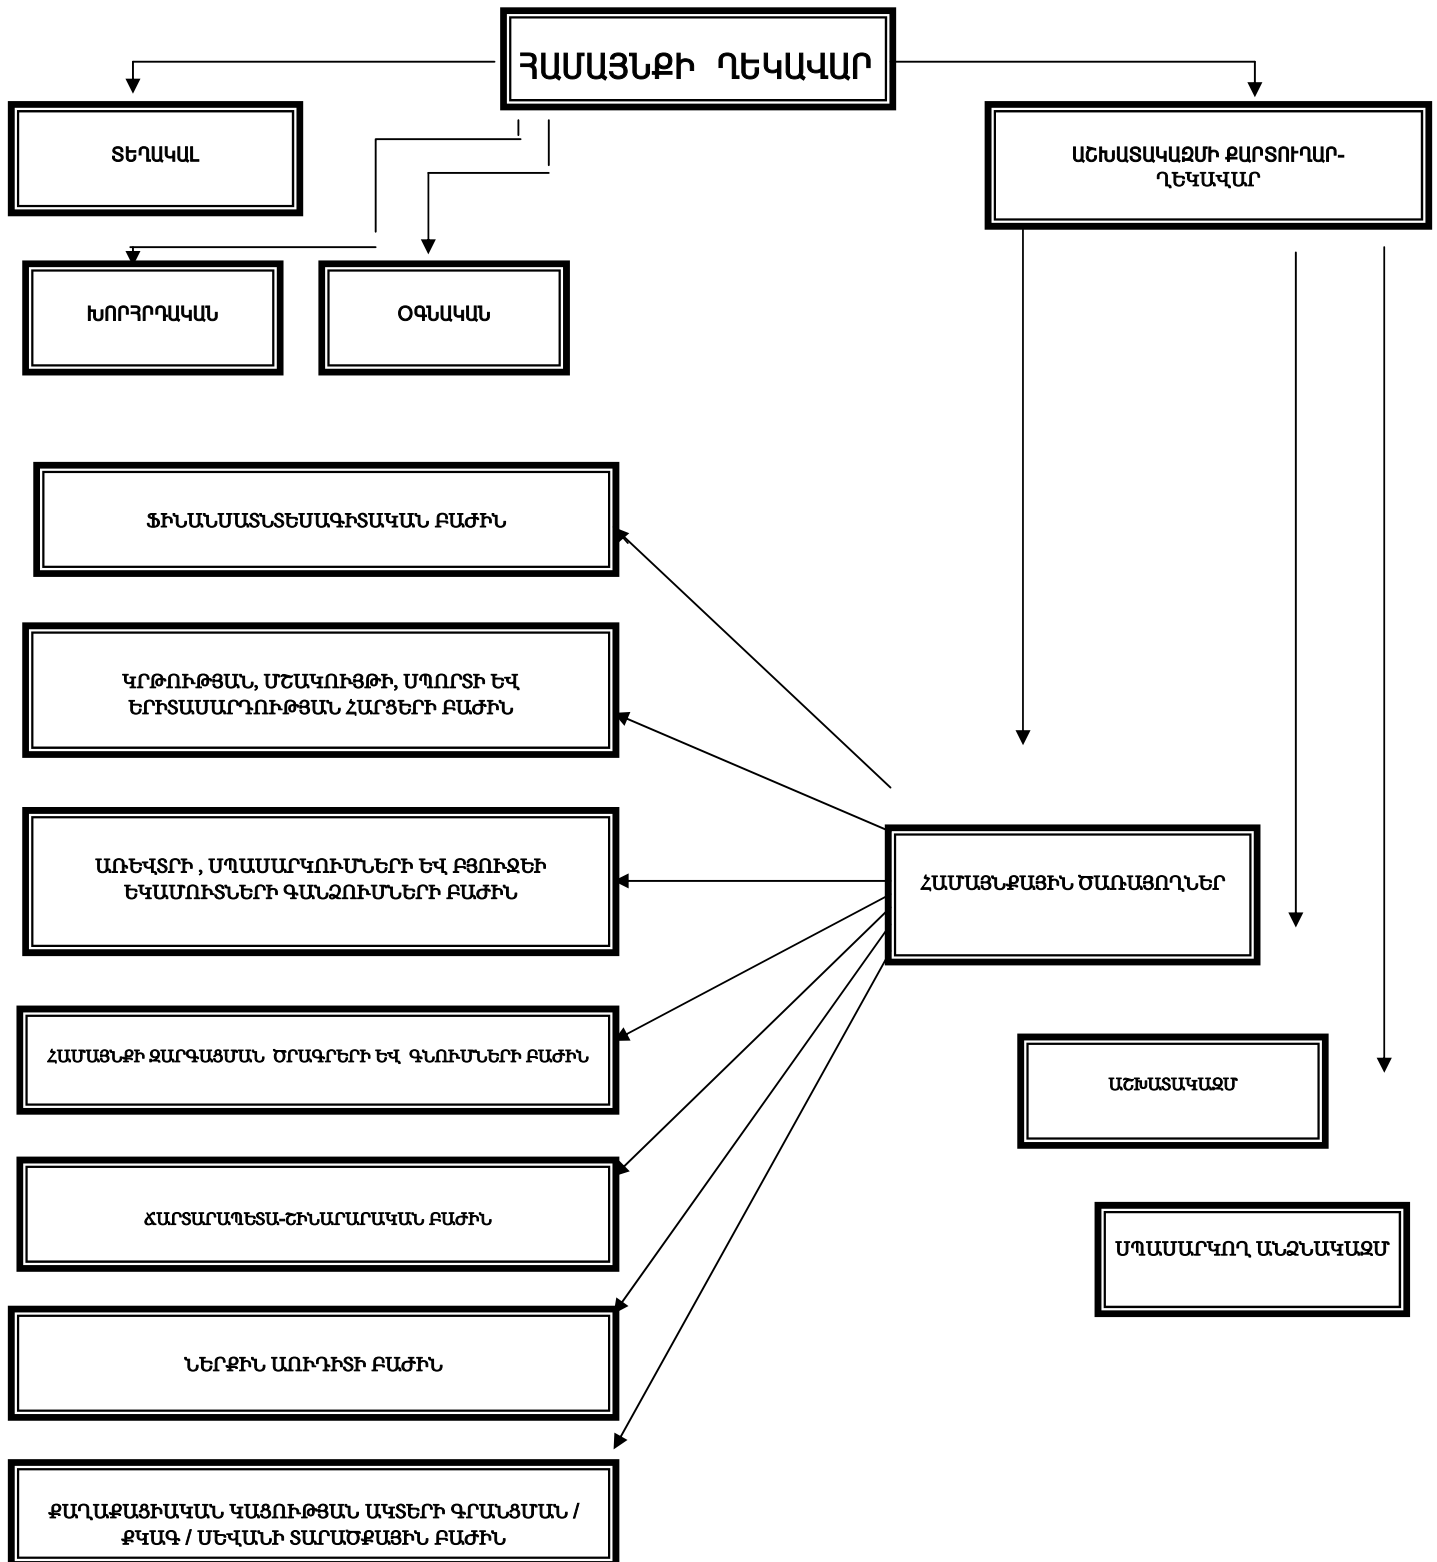 ՀԱՄԱՅՆՔԻ ՂԵԿԱՎԱՐ
ՏԵՂԱԿԱԼ
ԱՇԽԱՏԱԿԱԶՄԻ ՔԱՐՏՈՒՂԱՐ-
ՂԵԿԱՎԱՐ
ԽՈՐՀՐԴԱԿԱՆ
ՕԳՆԱԿԱՆ
ՖԻՆԱՆՍԱՏՆՏԵՍԱԳԻՏԱԿԱՆ ԲԱԺԻՆ
ԿՐԹՈՒԹՅԱՆ, ՄՇԱԿՈՒՅԹԻ, ՍՊՈՐՏԻ ԵՎ
ԵՐԻՏԱՍԱՐԴՈՒԹՅԱՆ ՀԱՐՑԵՐԻ ԲԱԺԻՆ
ԱՌԵՎՏՐԻ , ՍՊԱՍԱՐԿՈՒՄՆԵՐԻ ԵՎ ԲՅՈՒՋԵԻ
ԵԿԱՄՈՒՏՆԵՐԻ ԳԱՆՁՈՒՄՆԵՐԻ ԲԱԺԻՆ
ՀԱՄԱՅՆՔԱՅԻՆ ԾԱՌԱՅՈՂՆԵՐ
ՀԱՄԱՅՆՔԻ ԶԱՐԳԱՑՄԱՆ ԾՐԱԳՐԵՐԻ ԵՎ ԳՆՈՒՄՆԵՐԻ ԲԱԺԻՆ
ԱՇԽԱՏԱԿԱԶՄ
ՃԱՐՏԱՐԱՊԵՏԱ-ՇԻՆԱՐԱՐԱԿԱՆ ԲԱԺԻՆ
ՍՊԱՍԱՐԿՈՂ ԱՆՁՆԱԿԱԶՄ
ՆԵՐՔԻՆ ԱՈՒԴԻՏԻ ԲԱԺԻՆ
ՔԱՂԱՔԱՑԻԱԿԱՆ ԿԱՑՈՒԹՅԱՆ ԱԿՏԵՐԻ ԳՐԱՆՑՄԱՆ /
ՔԿԱԳ / ՍԵՎԱՆԻ ՏԱՐԱԾՔԱՅԻՆ ԲԱԺԻՆ